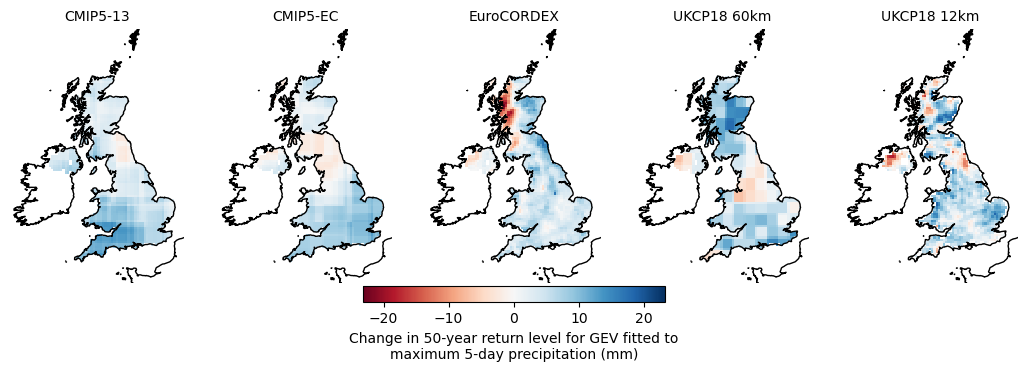 CMIP5-13 CMIP5-EC EuroCORDEX UKCP18 60km UKCP18 12km
−20 −10 0 10 20
Change in 50-year return level for GEV fitted to
maximum 5-day precipitation (mm)